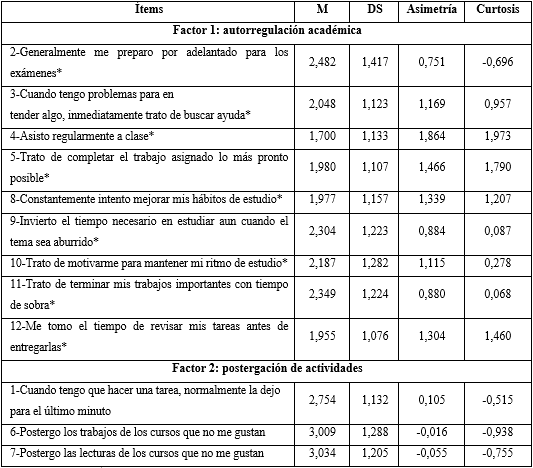 Ítems M DS Asimetría Curtosis
Factor 1: autorregulación académica
2-Generalmente me preparo por adelantado para los
exámenes* 2,482 1,417 0,751 -0,696
3-Cuando tengo problemas para en
tender algo, inmediatamente trato de buscar ayuda* 2,048 1,123 1,169 0,957
4-Asisto regularmente a clase* 1,700 1,133 1,864 1,973
5-Trato de completar el trabajo asignado lo más pronto
posible* 1,980 1,107 1,466 1,790
8-Constantemente intento mejorar mis hábitos de estudio* 1,977 1,157 1,339 1,207
9-Invierto el tiempo necesario en estudiar aun cuando el
tema sea aburrido* 2,304 1,223 0,884 0,087
10-Trato de motivarme para mantener mi ritmo de estudio* 2,187 1,282 1,115 0,278
11-Trato de terminar mis trabajos importantes con tiempo
de sobra* 2,349 1,224 0,880 0,068
12-Me tomo el tiempo de revisar mis tareas antes de
entregarlas* 1,955 1,076 1,304 1,460
Factor 2: postergación de actividades
1-Cuando tengo que hacer una tarea, normalmente la dejo
para el último minuto 2,754 1,132 0,105 -0,515
6-Postergo los trabajos de los cursos que no me gustan 3,009 1,288 -0,016 -0,938
7-Postergo las lecturas de los cursos que no me gustan 3,034 1,205 -0,055 -0,755